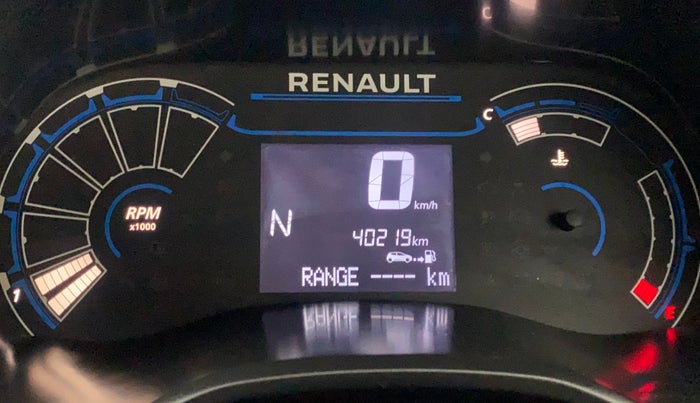 RENAULT
C
0 km/h
RPM
x1000
N
40219km
RANGE ---- km
1
E